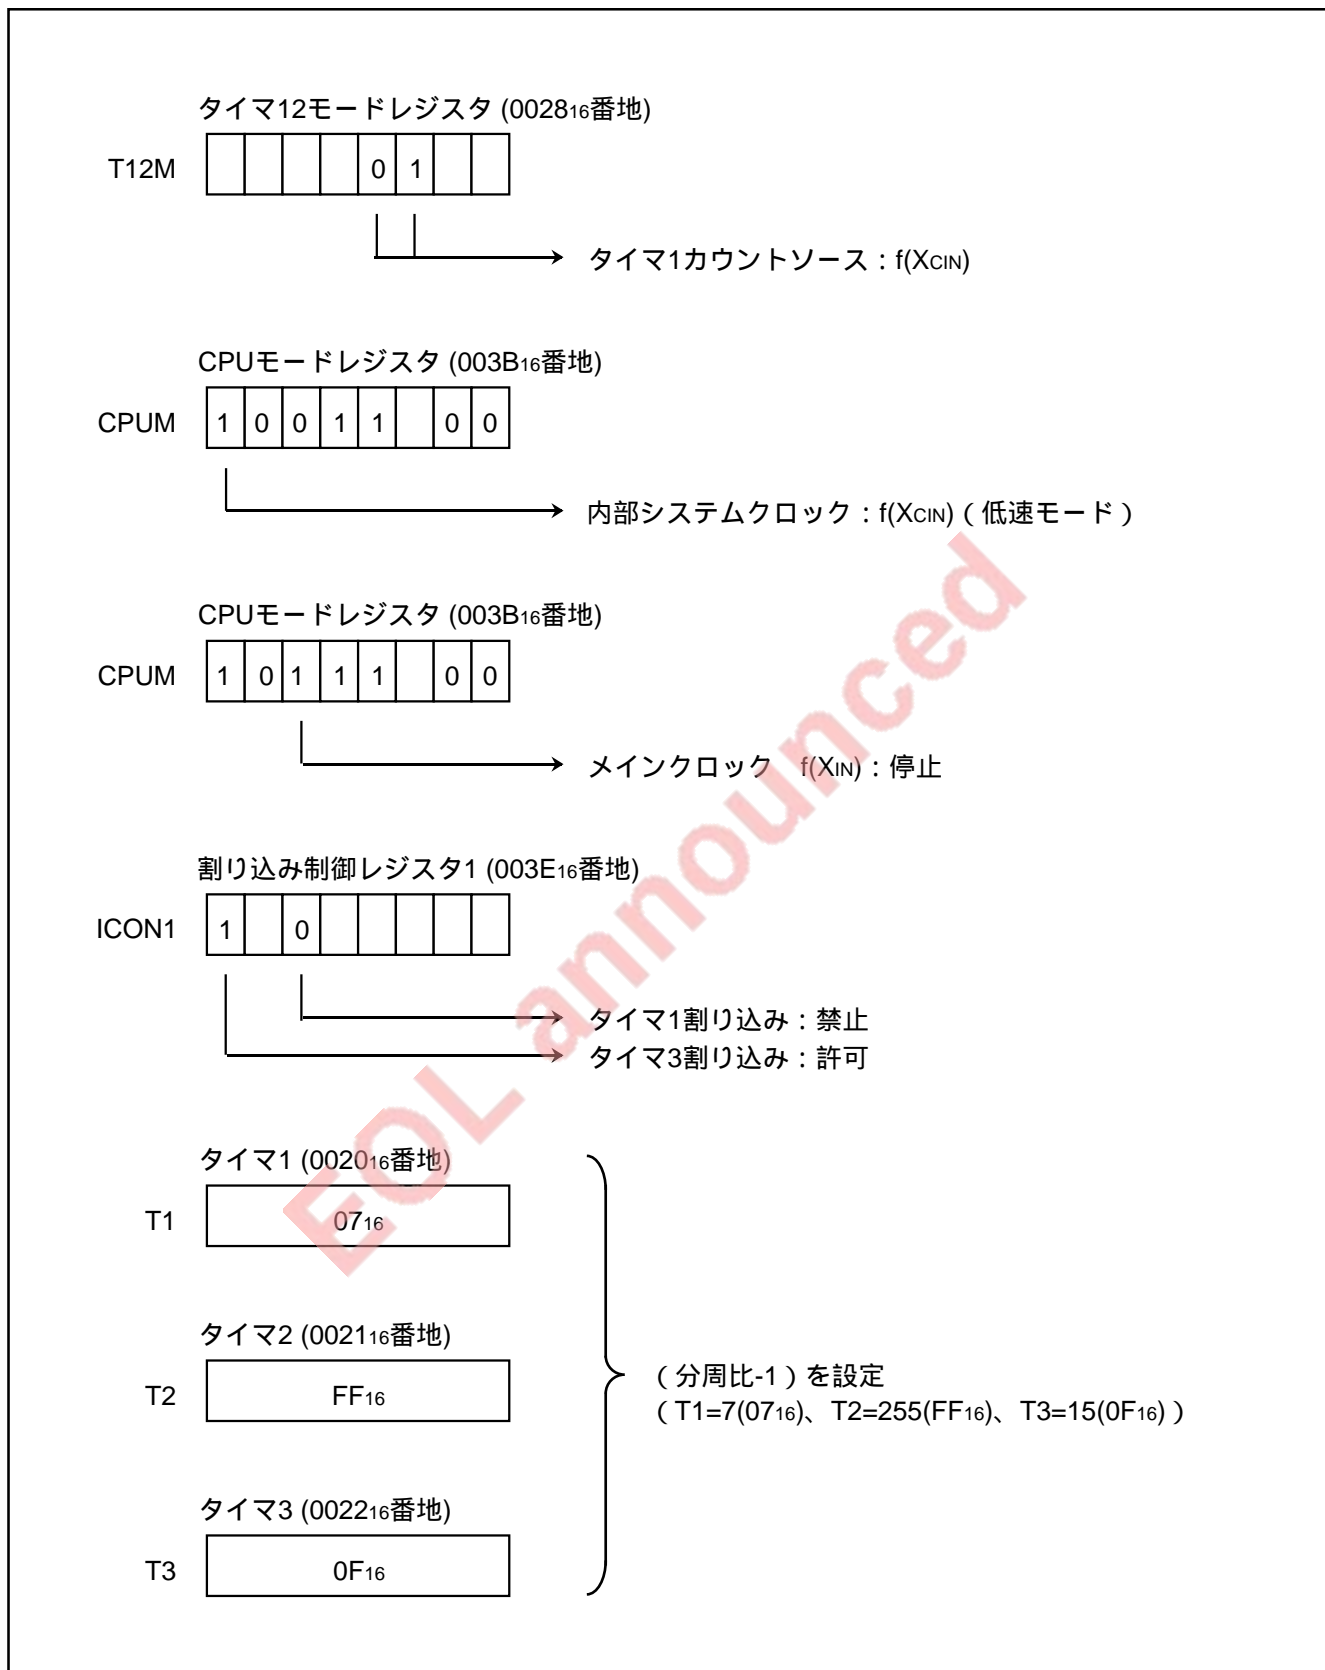 タイマ12モードレジスタ (002816番地)
T12M 0 1
タイマ1カウントソース：f(XCIN)
CPUモードレジスタ (003B16番地)
CPUM 1 0 0 1 1 0 0
内部システムクロック：f(XCIN)（低速モード）
CPUモードレジスタ (003B16番地)
CPUM 1 0 1 1 1 0 0
メインクロック f(XIN)：停止
割り込み制御レジスタ1 (003E16番地)
ICON1 1 0
タイマ1割り込み：禁止
タイマ3割り込み：許可
タイマ1 (002016番地)
T1 0716
タイマ2 (002116番地)
T2 FF16
（分周比-1）を設定
（T1=7(0716)、T2=255(FF16)、T3=15(0F16)）
タイマ3 (002216番地)
T3 0F16
EOL announced